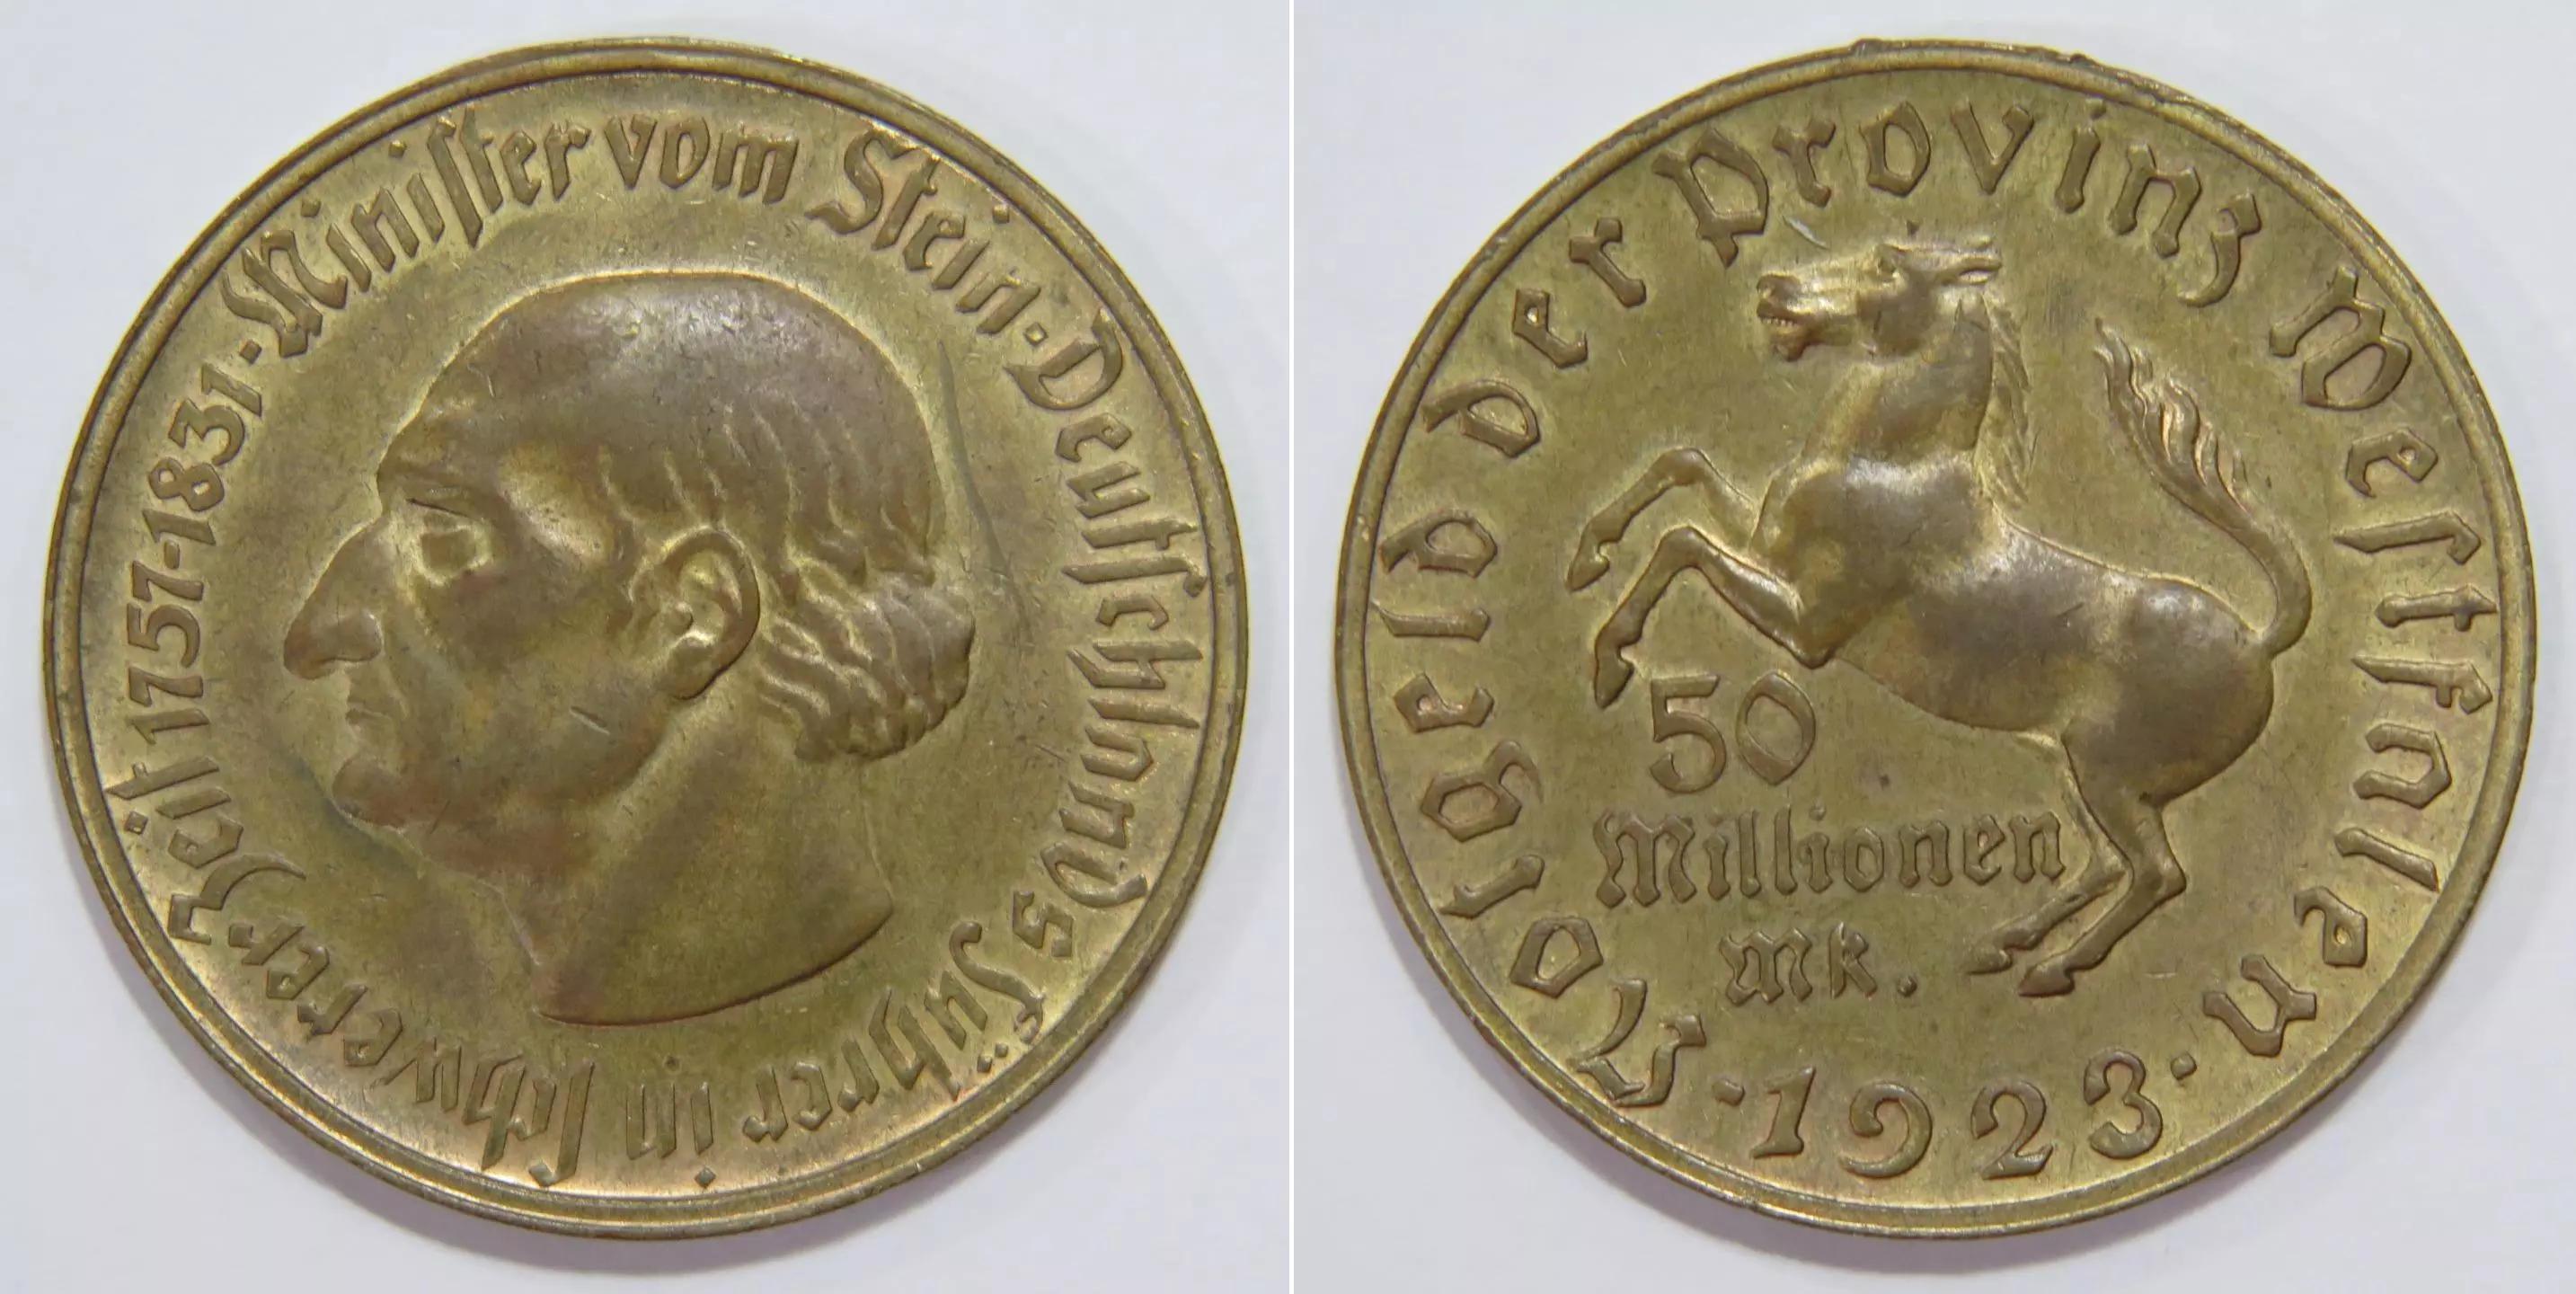 Minister vom Stein · Deutschlands Führer in schwerer Zeit 1757-1831 ·
Notgeld der Provinz Westfalen · 1923 ·
50
Millionen
Mk.